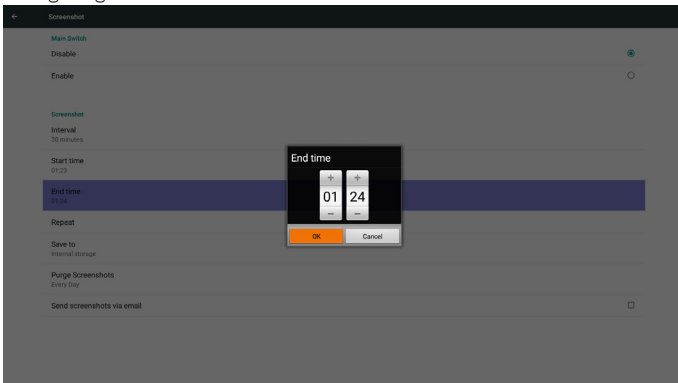 Screenshot
Main Switch
Disable
Enable
Screenshot
Interval
30 minutes
Start time
01:23
End time
01:24
Repeat
Save to
Internal storage
Purge Screenshots
Every Day
Send screenshots via email
End time
+ +
01 24
− −
OK Cancel